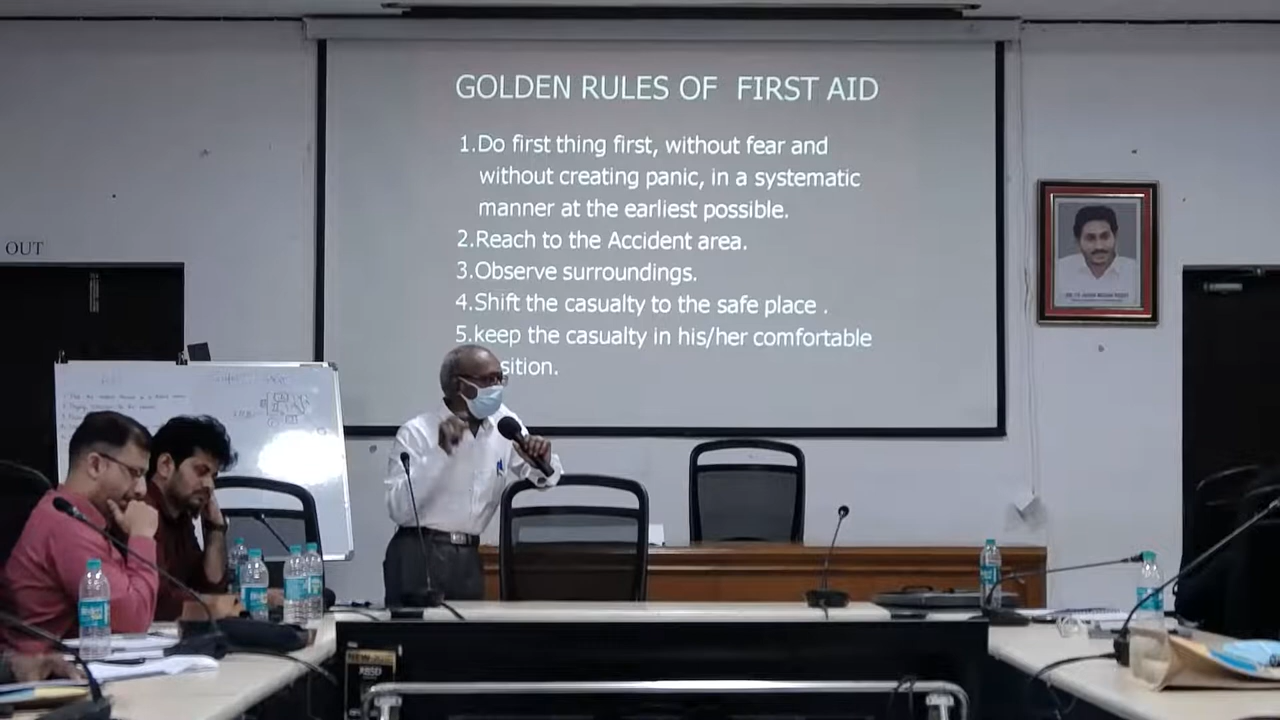 GOLDEN RULES OF FIRST AID
1.Do first thing first, without fear and
without creating panic, in a systematic
manner at the earliest possible.
2.Reach to the Accident area.
3.Observe surroundings.
4.Shift the casualty to the safe place .
5.keep the casualty in his/her comfortable
sition.
OUT